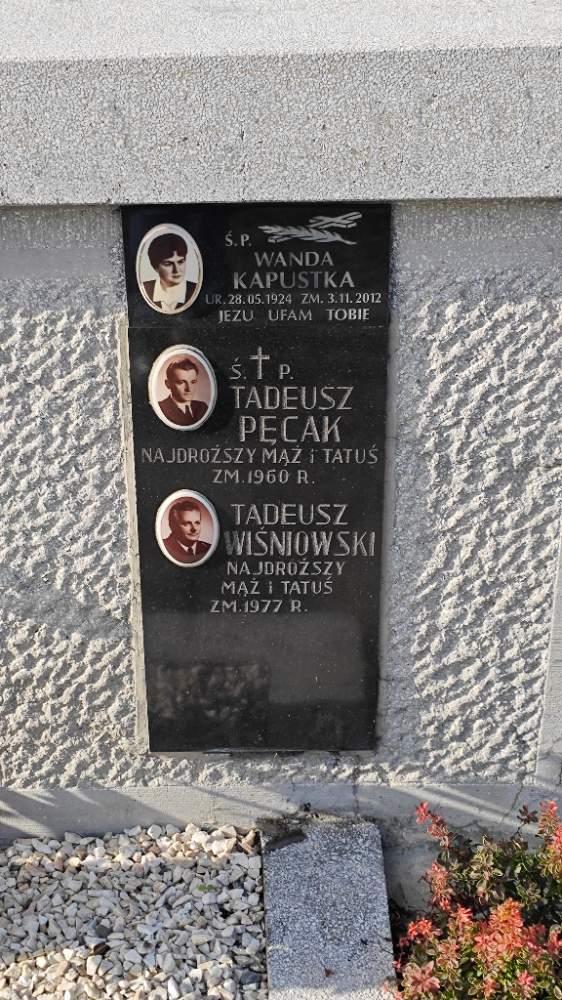 Ś.P.
WANDA
KAPUSTKA
UR. 28.05.1924 ZM. 3.11.2012
JEZU UFAM TOBIE
Ś. P.
TADEUSZ
PĘCAK
NAJDROŻSZY MĄŻ i TATUŚ
ZM. 1960 R.
TADEUSZ
WIŚNIOWSKI
NAJDROŻSZY
MĄŻ i TATUŚ
ZM. 1977 R.